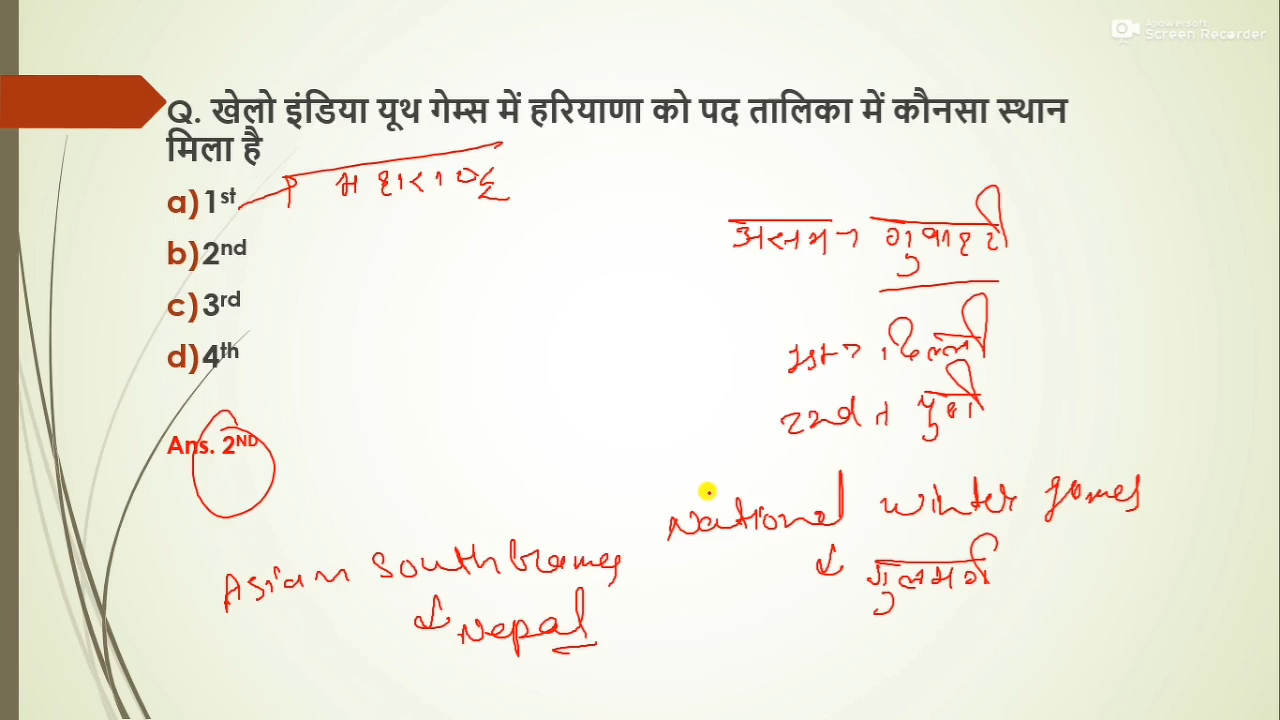 Apowersoft
Screen Recorder
Q. खेलो इंडिया यूथ गेम्स में हरियाणा को पद तालिका में कौनसा स्थान
मिला है
a) 1st
महाराष्ट्र
b) 2nd
c) 3rd
d) 4th
Ans. 2ND
असम → गुवाहटी
1st → दिल्ली
2nd → पुणे
National winter games
↓ गुलमर्ग
Asian South Games
↓ Nepal